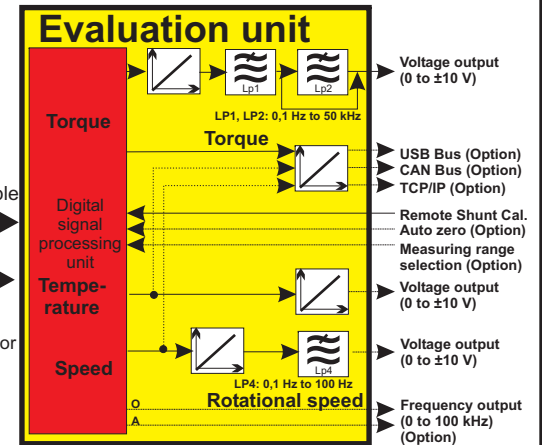 Evaluation unit
Lp1
Lp2
LP1, LP2: 0,1 Hz to 50 kHz
Voltage output
(0 to ±10 V)
Torque
Torque
USB Bus (Option)
CAN Bus (Option)
TCP/IP (Option)
Digital
signal
processing
unit
Remote Shunt Cal.
Auto zero (Option)
Measuring range
selection (Option)
Tempe-
rature
Voltage output
(0 to ±10 V)
Speed
Lp4
LP4: 0,1 Hz to 100 Hz
Rotational speed
Voltage output
(0 to ±10 V)
O
A
Frequency output
(0 to 100 kHz)
(Option)